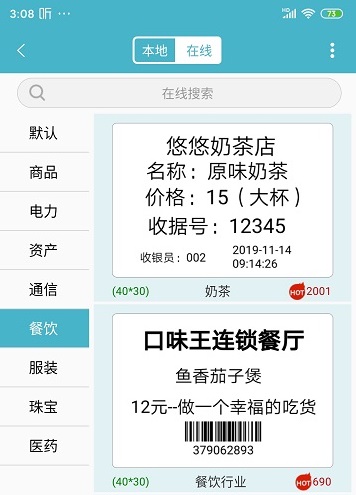 3:08 听 ···
HD 4G 73
本地 在线
在线搜索
默认
商品
电力
资产
通信
餐饮
服装
珠宝
医药
悠悠奶茶店
名称：原味奶茶
价格：15（大杯）
收据号：12345
收银员：002
2019-11-14
09:14:26
(40*30) 奶茶 HOT 2001
口味王连锁餐厅
鱼香茄子煲
12元--做一个幸福的吃货
379062893
(40*30) 餐饮行业 HOT 690